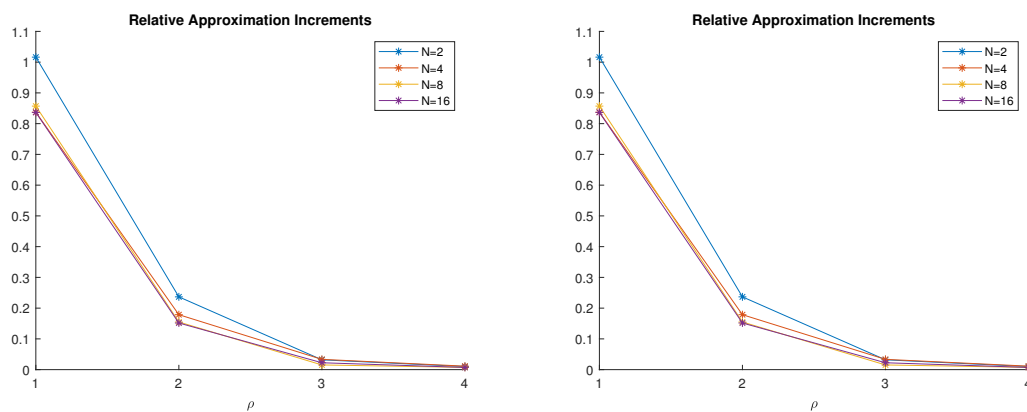 Relative Approximation Increments
1.1
1
0.9
0.8
0.7
0.6
0.5
0.4
0.3
0.2
0.1
0
1 2 3 4
ρ
N=2
N=4
N=8
N=16
Relative Approximation Increments
1.1
1
0.9
0.8
0.7
0.6
0.5
0.4
0.3
0.2
0.1
0
1 2 3 4
ρ
N=2
N=4
N=8
N=16